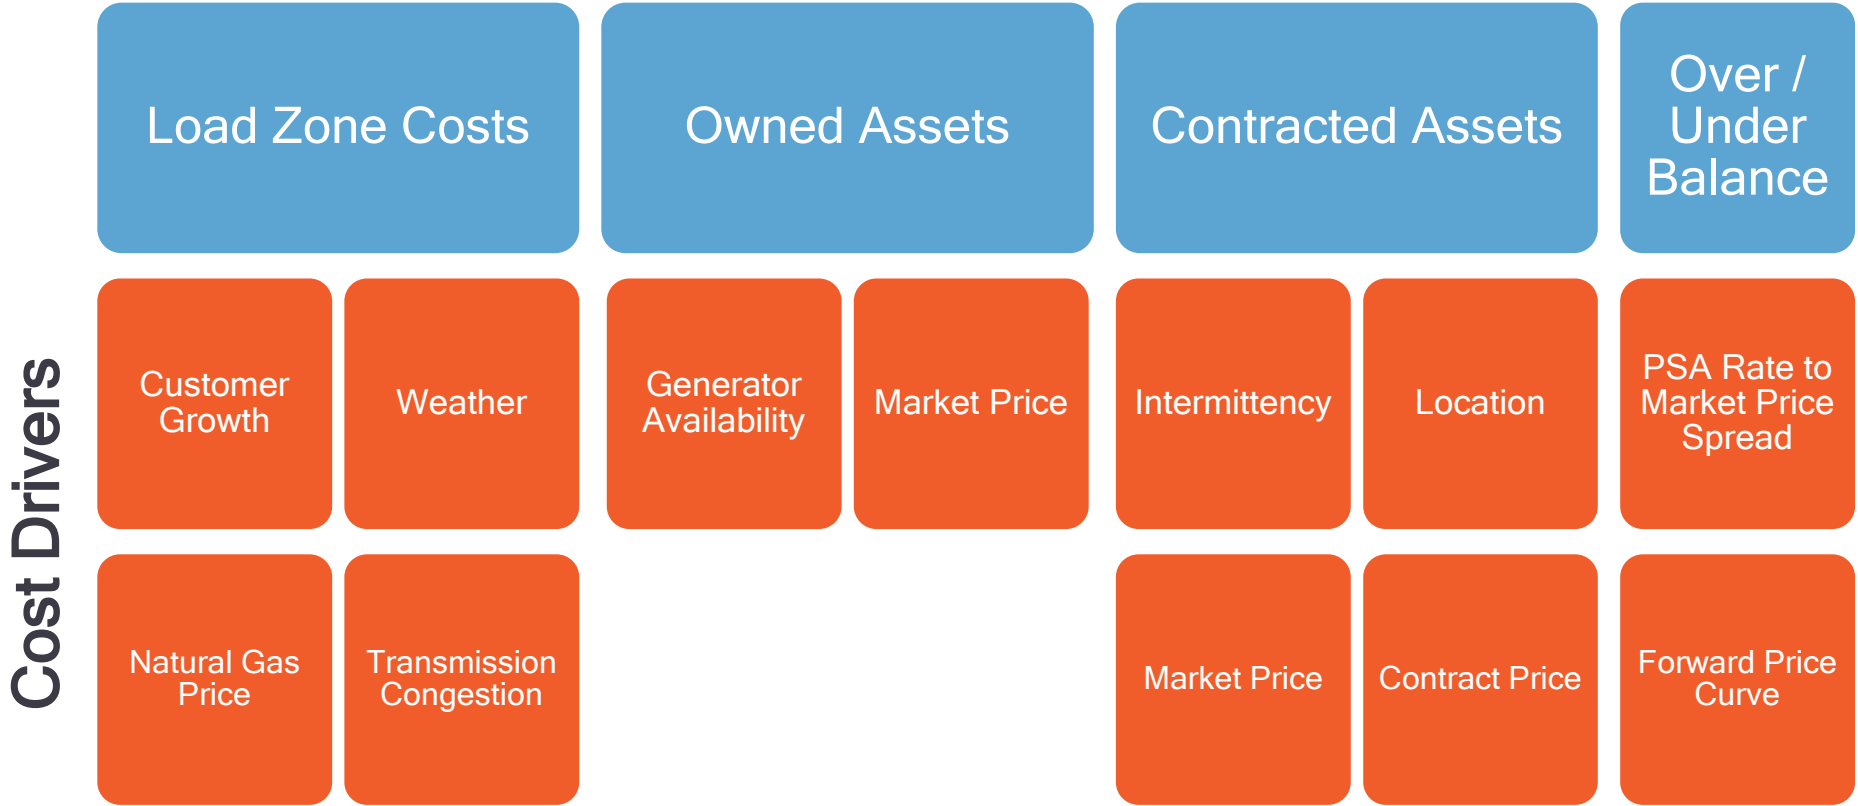 Load Zone Costs
Owned Assets
Contracted Assets
Over /
Under
Balance
Cost Drivers
Customer
Growth
Weather
Generator
Availability
Market Price
Intermittency
Location
PSA Rate to
Market Price
Spread
Natural Gas
Price
Transmission
Congestion
Market Price
Contract Price
Forward Price
Curve